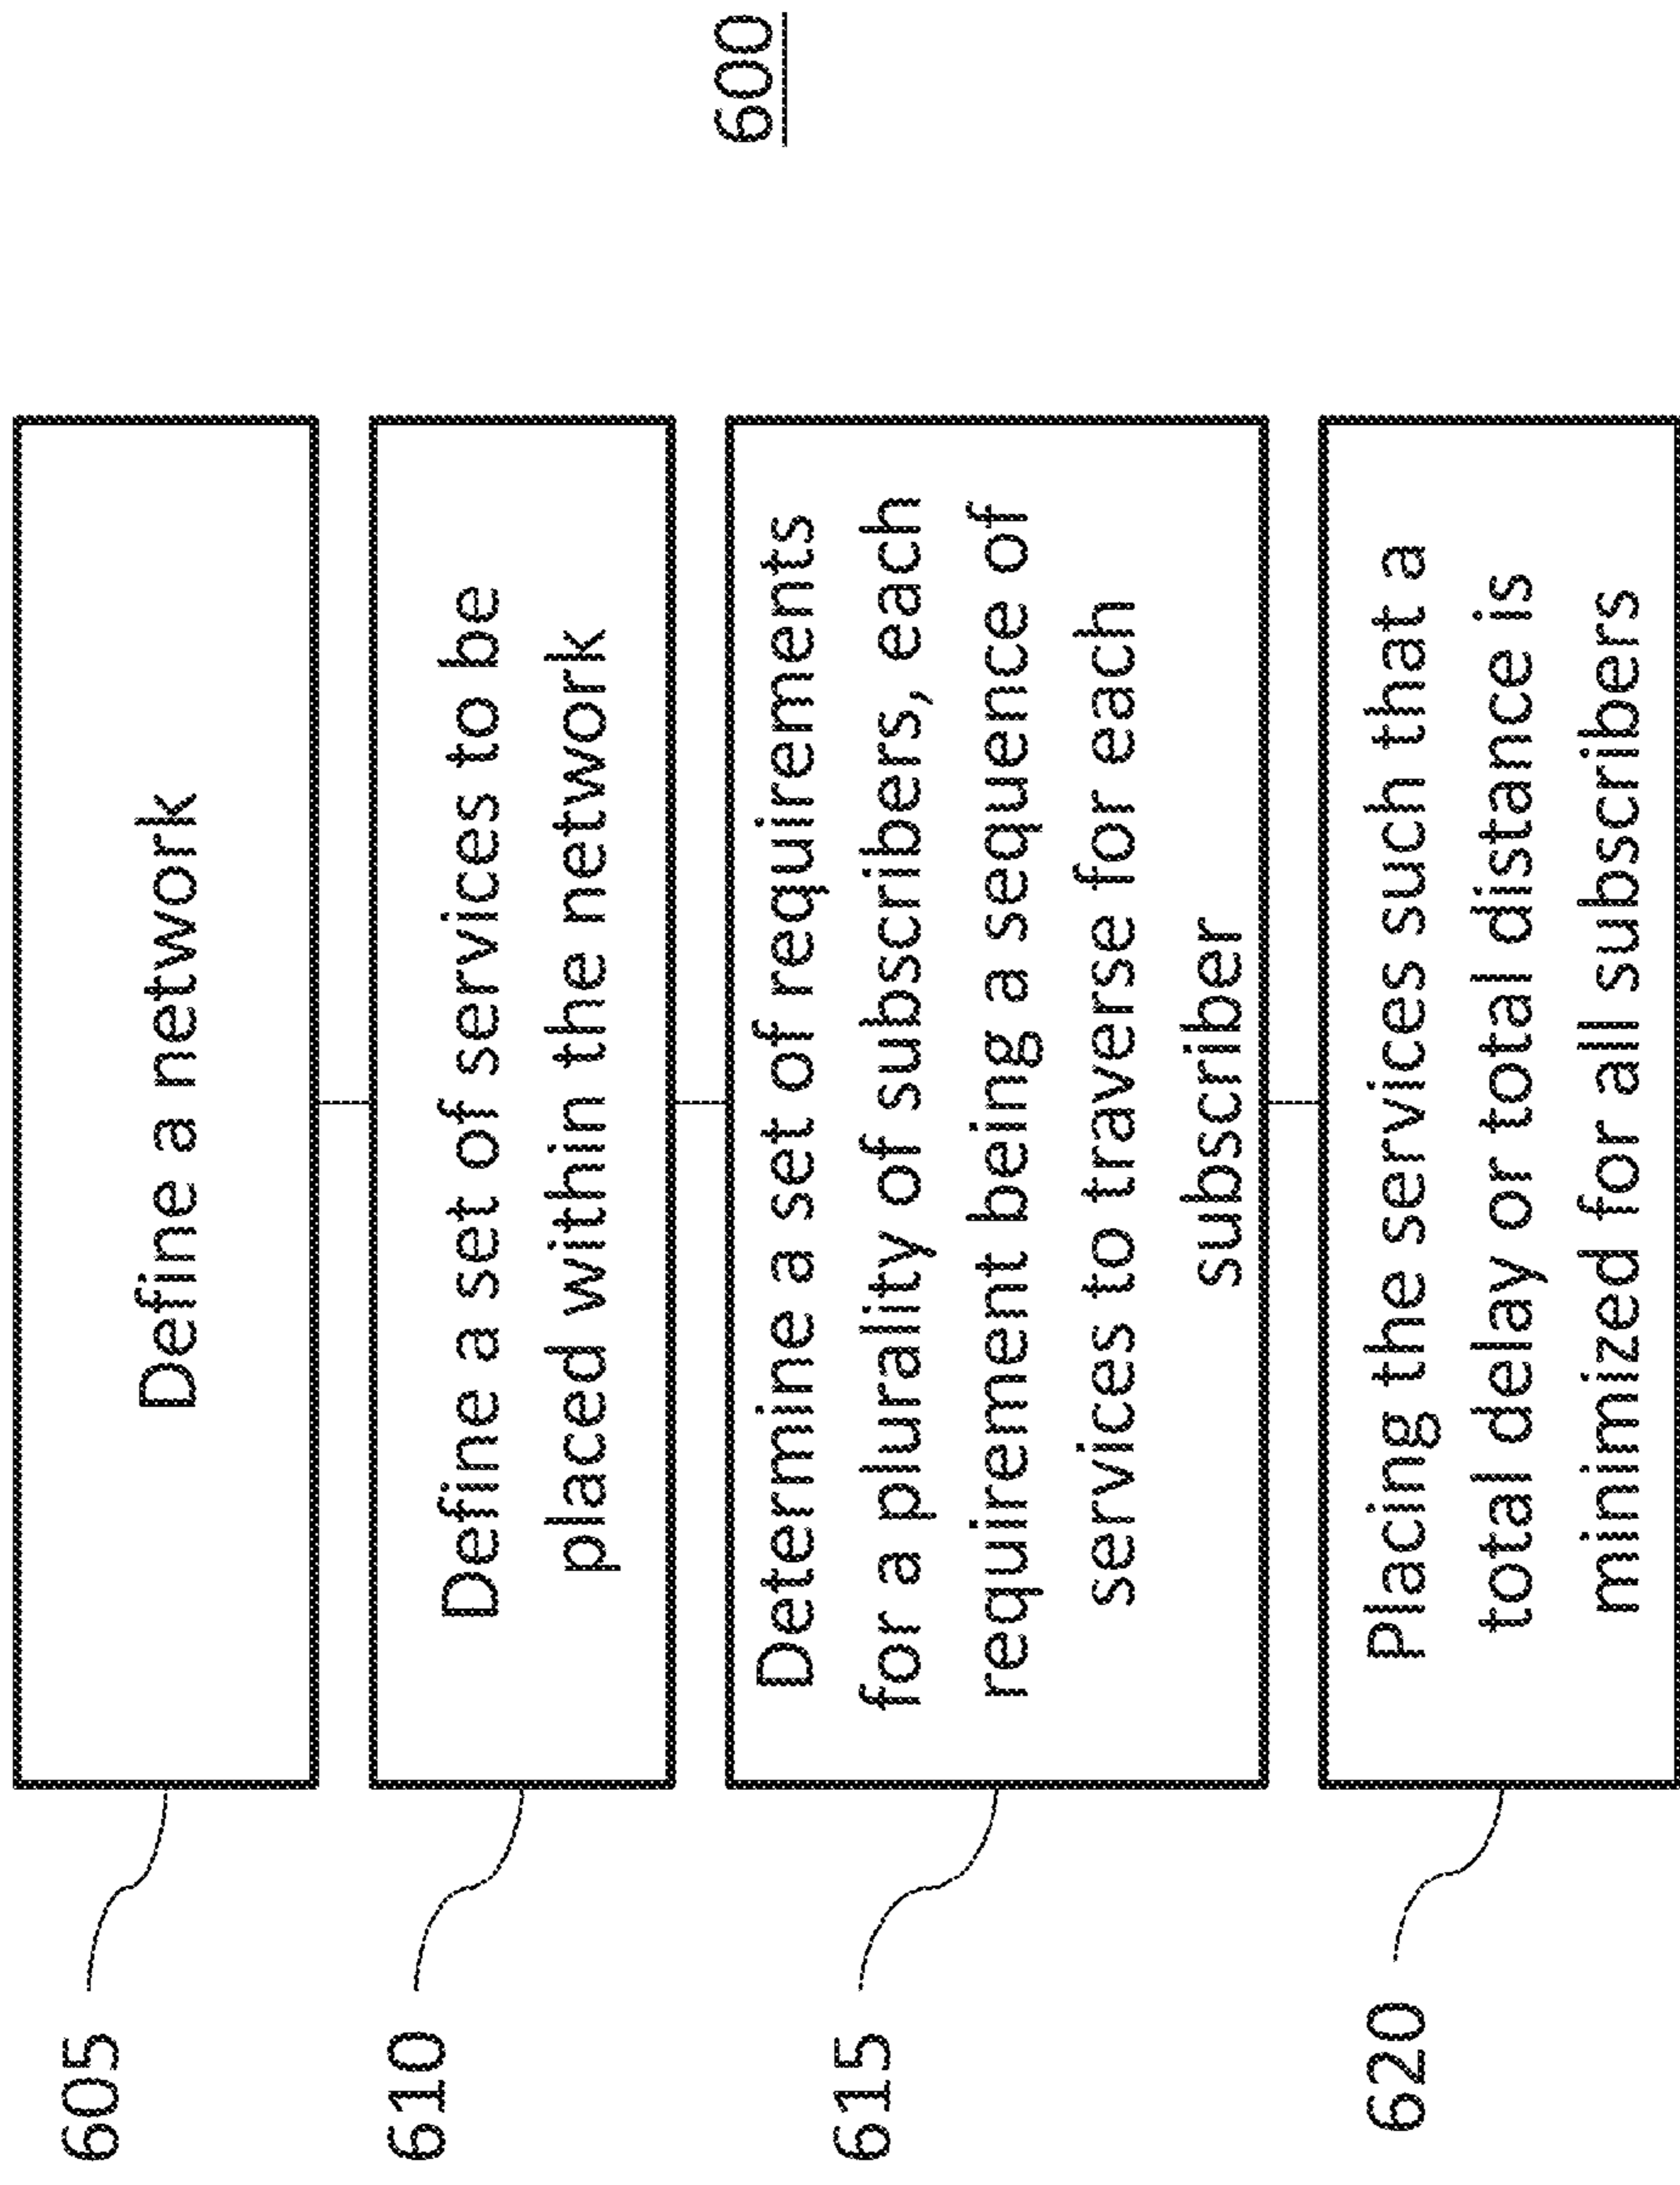 605
Define a network
610
Define a set of services to be
placed within the network
615
Determine a set of requirements
for a plurality of subscribers, each
requirement being a sequence of
services to traverse for each
subscriber
620
Placing the services such that a
total delay or total distance is
minimized for all subscribers
600